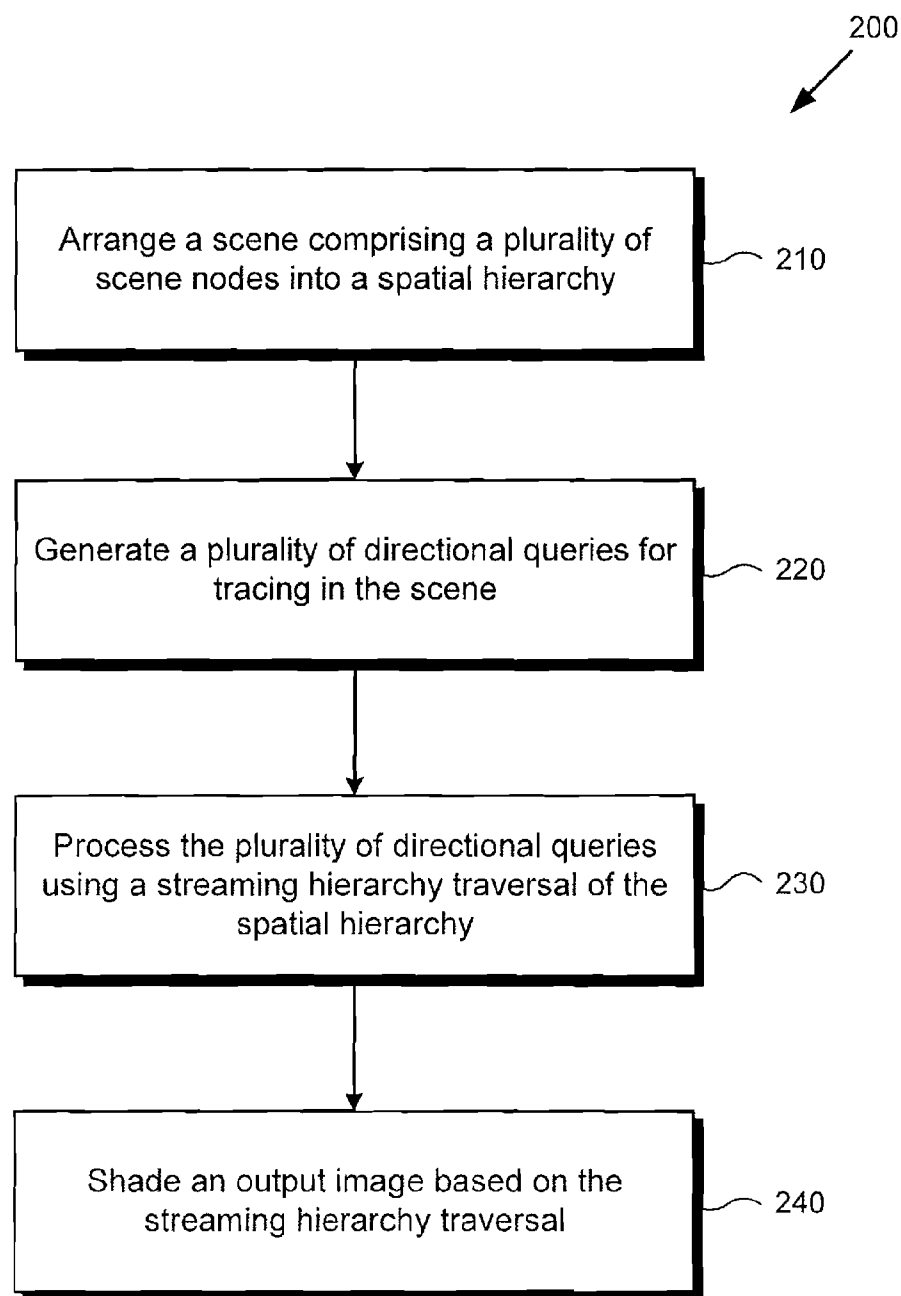 200
Arrange a scene comprising a plurality of
scene nodes into a spatial hierarchy
210
Generate a plurality of directional queries for
tracing in the scene
220
Process the plurality of directional queries
using a streaming hierarchy traversal of the
spatial hierarchy
230
Shade an output image based on the
streaming hierarchy traversal
240